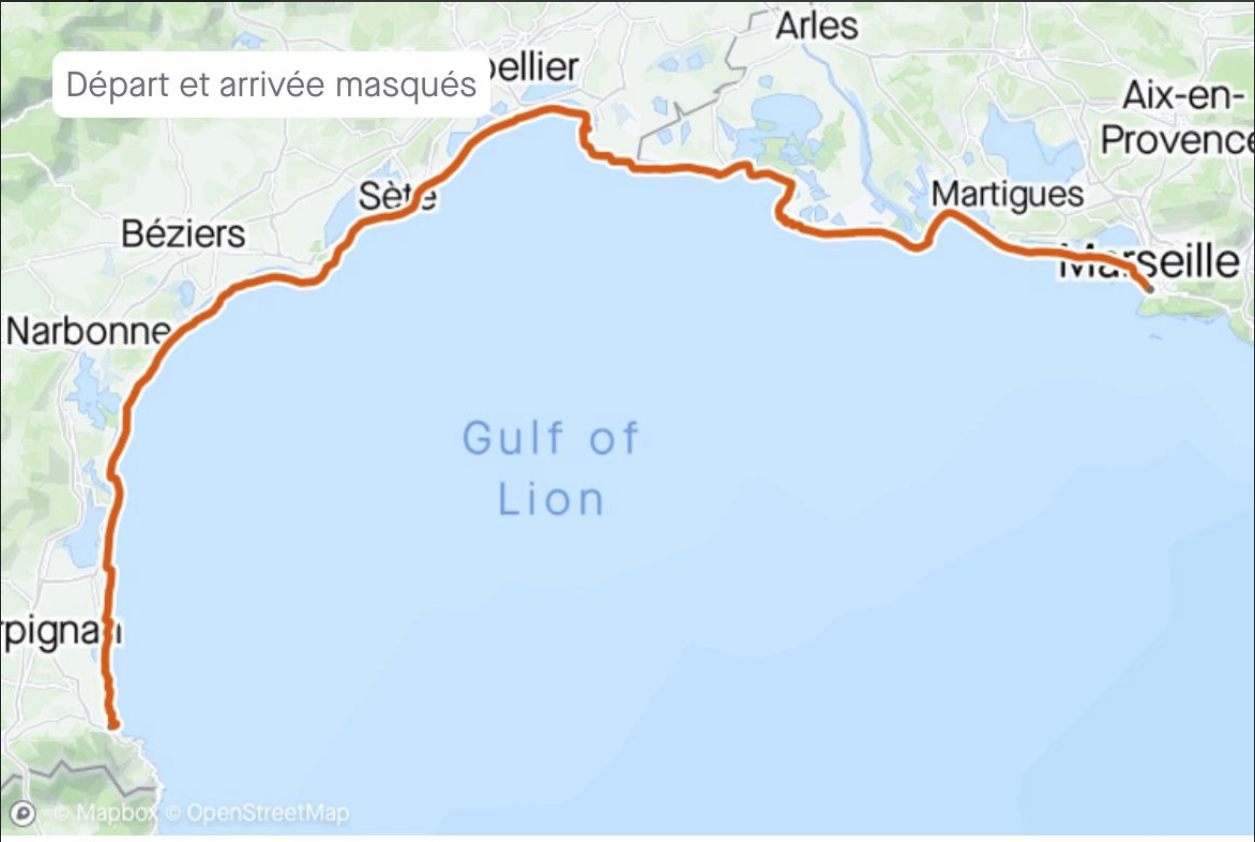 Arles
Départ et arrivée masqués
pellier
Aix-en-
Provence
Sète
Martigues
Béziers
Marseille
Narbonne
Gulf of
Lion
rpignan
© Mapbox © OpenStreetMap